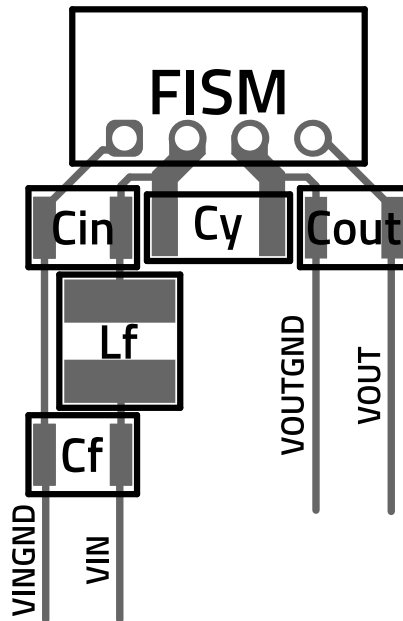 FISM
Cin
Cy
Cout
Lf
Cf
VOUTGND
VOUT
VINGND
VIN